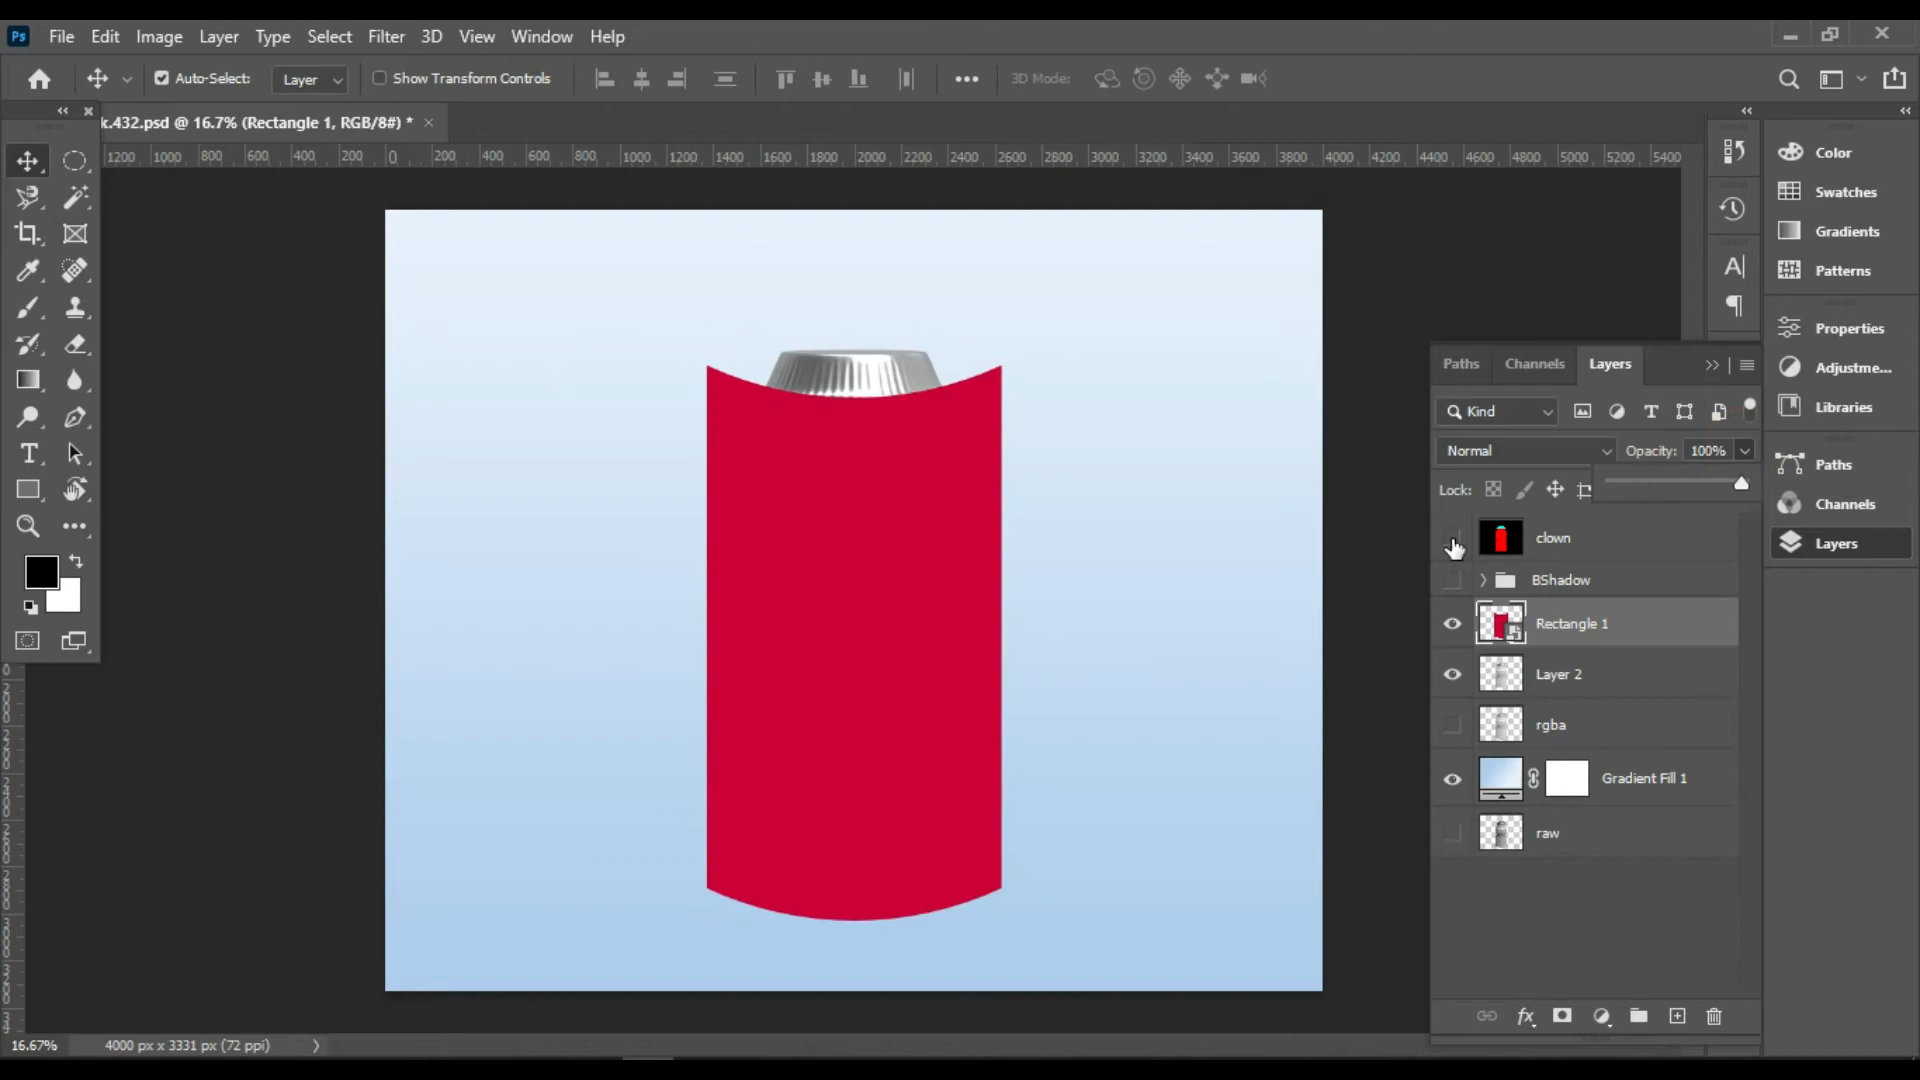 Ps File Edit Image Layer Type Select Filter 3D View Window Help
Auto-Select: Layer Show Transform Controls 3D Mode:
k.432.psd @ 16.7% (Rectangle 1, RGB/8#) *
1200 1000 800 600 400 200 0 200 400 600 800 1000 1200 1400 1600 1800 2000 2200 2400 2600 2800 3000 3200 3400 3600 3800 4000 4200 4400 4600 4800 5000 5200 5400
Color
Swatches
Gradients
Patterns
Properties
Adjustme...
Libraries
Paths
Channels
Layers
Paths Channels Layers
Kind
Normal Opacity: 100%
Lock:
clown
BShadow
Rectangle 1
Layer 2
rgba
Gradient Fill 1
raw
16.67% 4000 px x 3331 px (72 ppi)